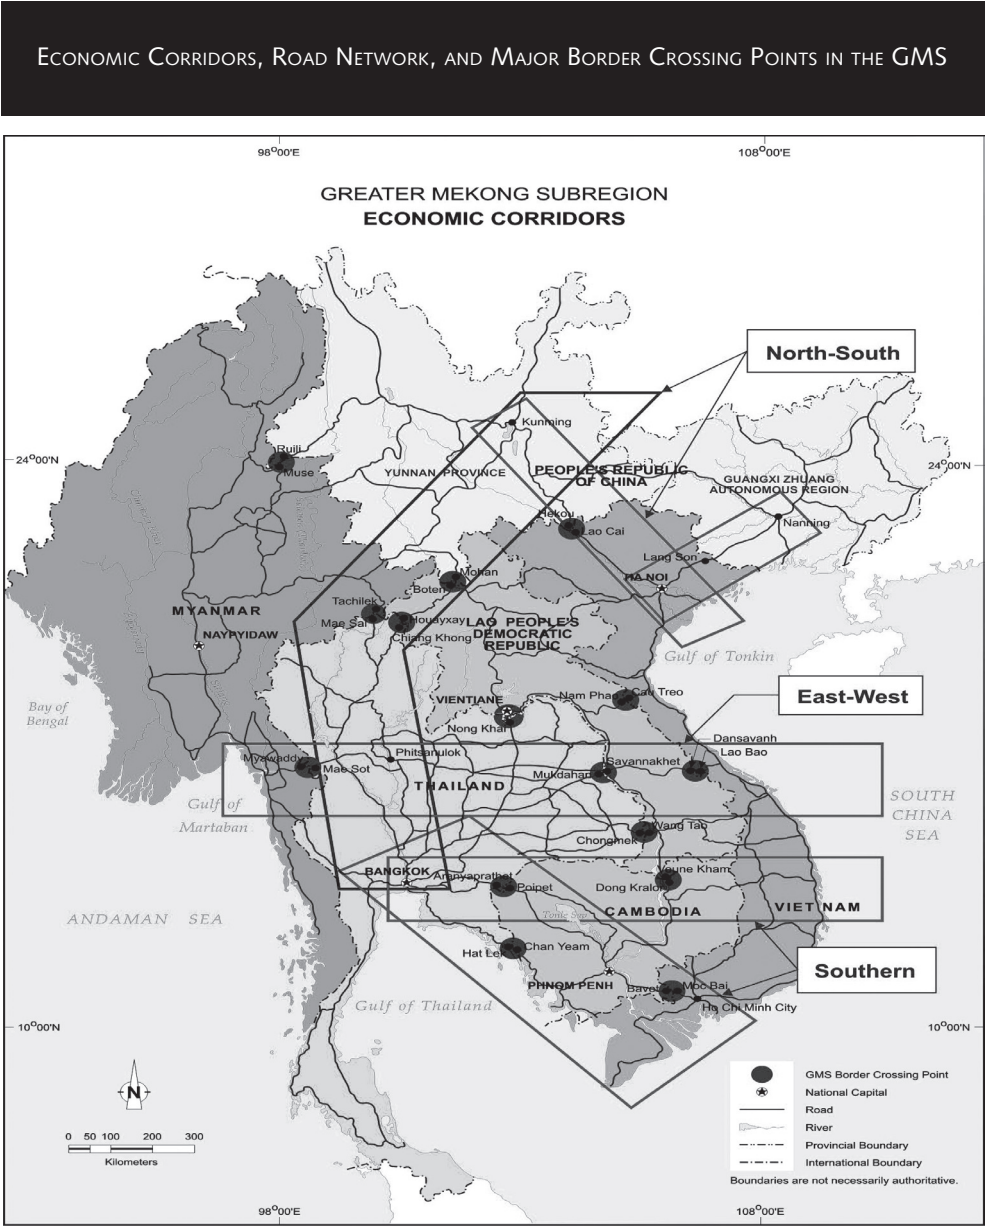 Economic Corridors, Road Network, and Major Border Crossing Points in the GMS
98°00'E
108°00'E
GREATER MEKONG SUBREGION
ECONOMIC CORRIDORS
North-South
Kunming
Ruili
Muse
24°00'N
24°00'N
YUNNAN PROVINCE
PEOPLE'S REPUBLIC
OF CHINA
GUANGXI ZHUANG
AUTONOMOUS REGION
Hekou
Lao Cai
Nanning
Lang Son
HA NOI
Mohan
Boten
Tachilek
Mae Sai
Houayxay
Chiang Khong
MYANMAR
NAYPYIDAW
LAO PEOPLE'S
DEMOCRATIC
REPUBLIC
Gulf of Tonkin
East-West
Bay of
Bengal
VIENTIANE
Nong Khai
Nam Phao
Cau Treo
Dansavanh
Lao Bao
Myawaddy
Mae Sot
Phitsanulok
Savannakhet
Mukdahan
THAILAND
Gulf of
Martaban
SOUTH
CHINA
SEA
Wang Tao
Chongmek
BANGKOK
Aranyaprathet
Poipet
Veune Kham
Dong Kralor
Tonle Sap
CAMBODIA
VIET NAM
ANDAMAN SEA
Hat Lek
Chan Yeam
Southern
PHNOM PENH
Bavet
Moc Bai
Ho Chi Minh City
Gulf of Thailand
10°00'N
10°00'N
N
0 50 100 200 300
Kilometers
GMS Border Crossing Point
National Capital
Road
River
Provincial Boundary
International Boundary
Boundaries are not necessarily authoritative.
98°00'E
108°00'E